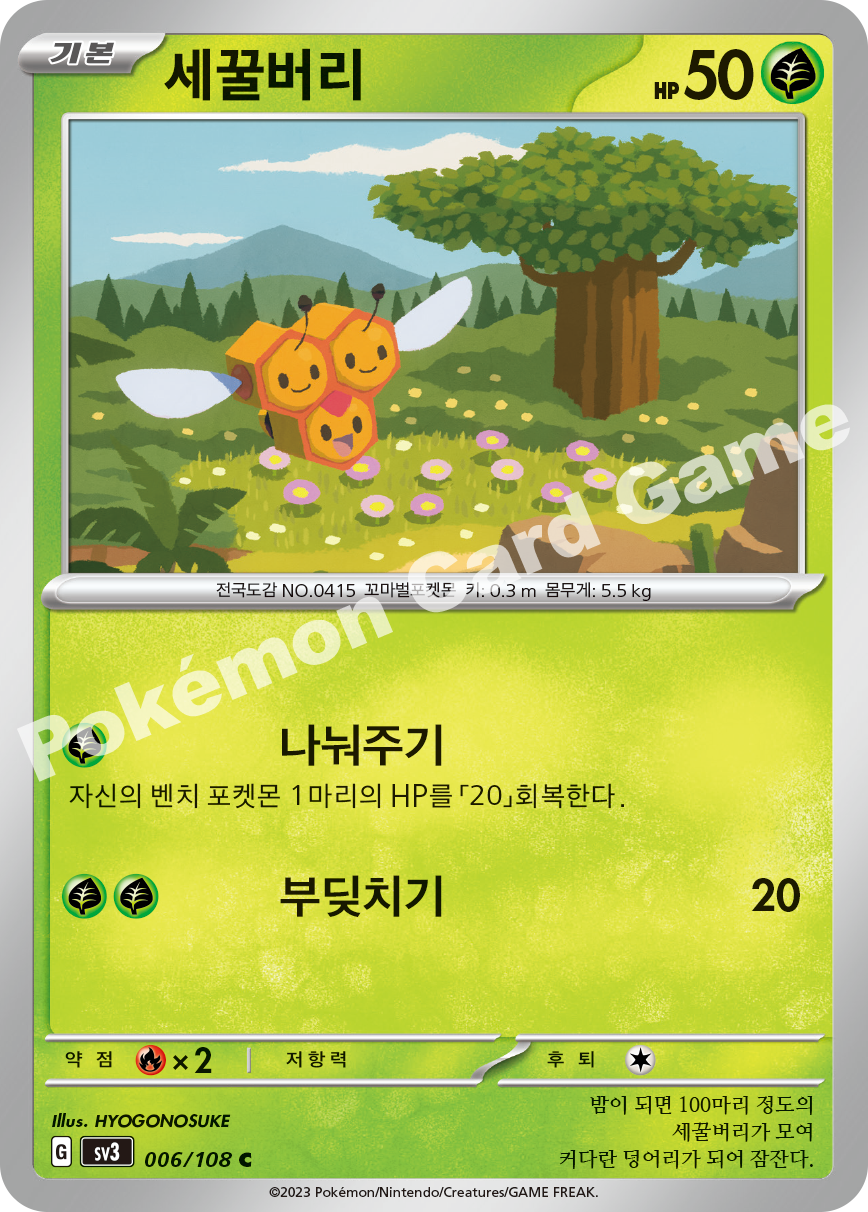 기본
세꿀버리
HP 50
전국도감 NO.0415 꼬마벌포켓몬 키: 0.3 m 몸무게: 5.5 kg
Pokémon Card Game
나눠주기
자신의 벤치 포켓몬 1마리의 HP를 「20」회복한다.
부딪치기 20
약점 ×2 저항력 후퇴
Illus. HYOGONOSUKE
밤이 되면 100마리 정도의
세꿀버리가 모여
커다란 덩어리가 되어 잠잔다.
G SV3 006/108 C
©2023 Pokémon/Nintendo/Creatures/GAME FREAK.